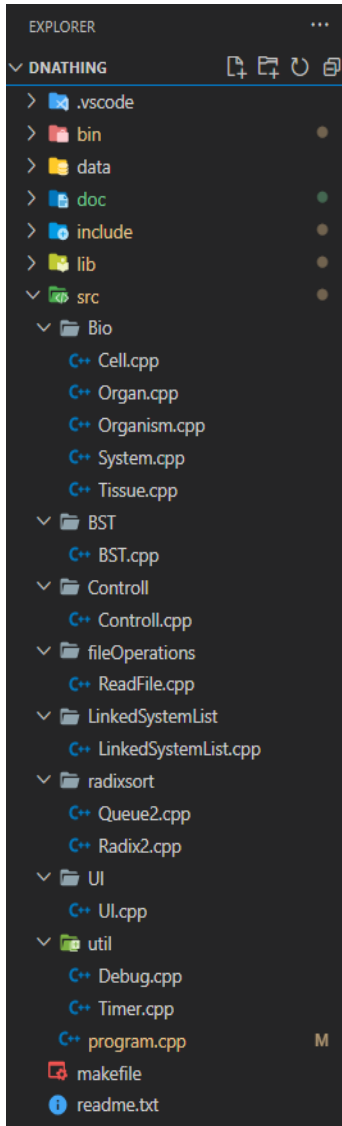 EXPLORER
DNATHING
.vscode
bin
data
doc
include
lib
src
Bio
C++ Cell.cpp
C++ Organ.cpp
C++ Organism.cpp
C++ System.cpp
C++ Tissue.cpp
BST
C++ BST.cpp
Controll
C++ Controll.cpp
fileOperations
C++ ReadFile.cpp
LinkedSystemList
C++ LinkedSystemList.cpp
radixsort
C++ Queue2.cpp
C++ Radix2.cpp
UI
C++ UI.cpp
util
C++ Debug.cpp
C++ Timer.cpp
C++ program.cpp M
makefile
readme.txt